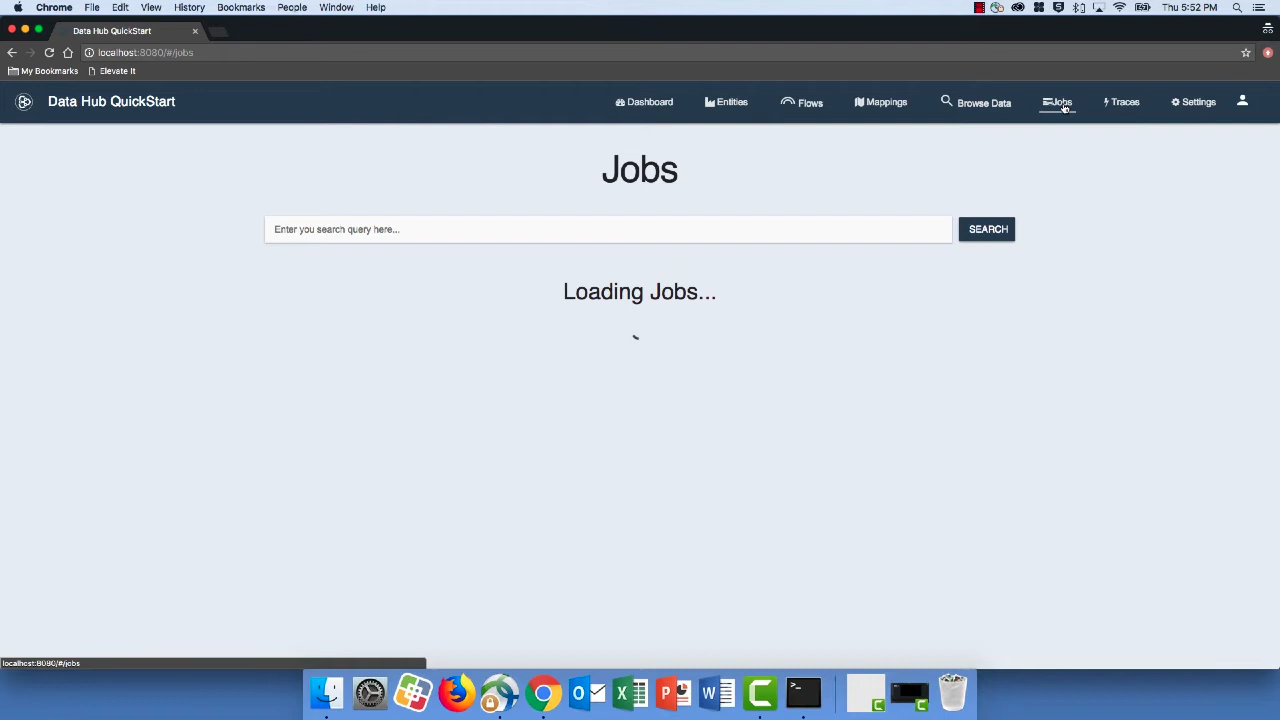 Chrome File Edit View History Bookmarks People Window Help Thu 5:52 PM
Data Hub QuickStart
localhost:8080/#/jobs
My Bookmarks Elevate It
Data Hub QuickStart Dashboard Entities Flows Mappings Browse Data Jobs Traces Settings
Jobs
Enter you search query here... SEARCH
Loading Jobs...
localhost:8080/#/jobs